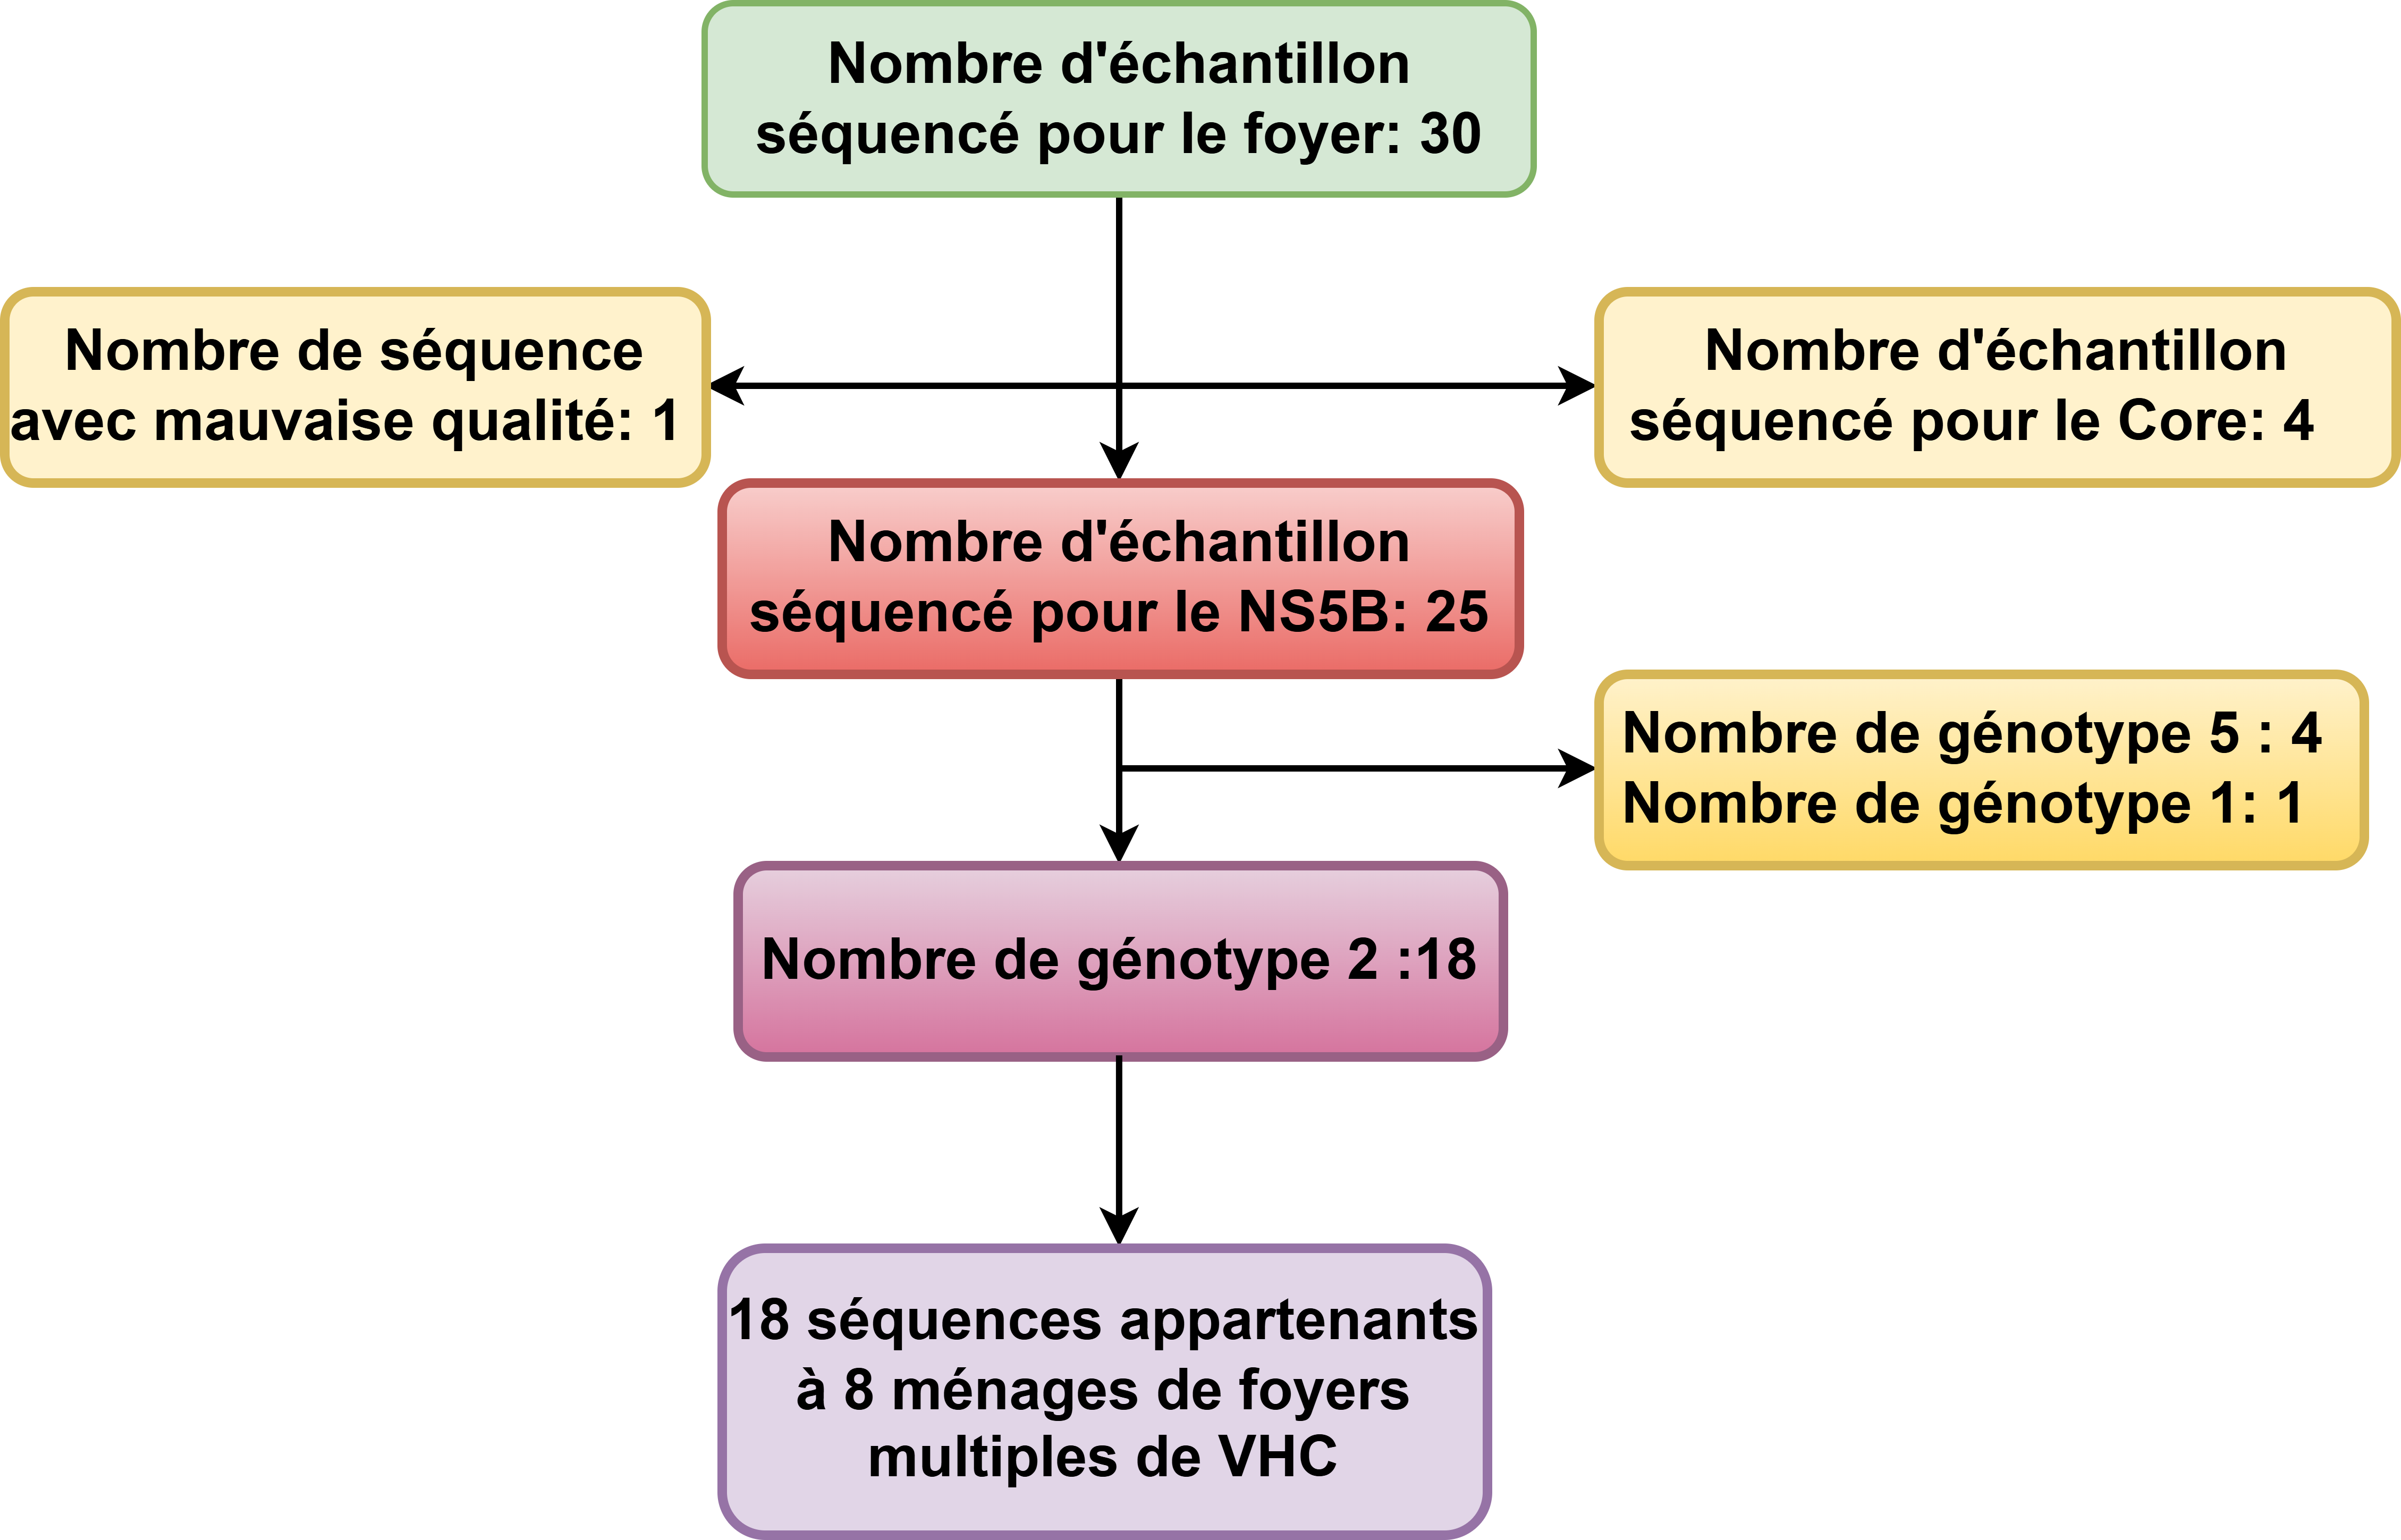 Nombre d'échantillon
séquencé pour le foyer: 30
Nombre de séquence
avec mauvaise qualité: 1
Nombre d'échantillon
séquencé pour le Core: 4
Nombre d'échantillon
séquencé pour le NS5B: 25
Nombre de génotype 5 : 4
Nombre de génotype 1: 1
Nombre de génotype 2 :18
18 séquences appartenants
à 8 ménages de foyers
multiples de VHC